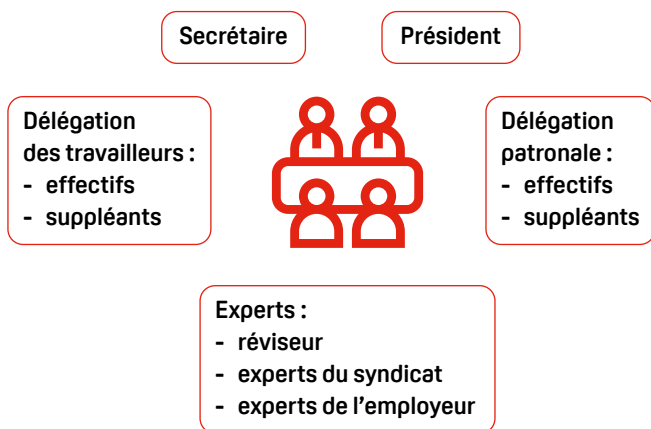 Secrétaire
Président
Délégation
des travailleurs :
- effectifs
- suppléants
Délégation
patronale :
- effectifs
- suppléants
Experts :
- réviseur
- experts du syndicat
- experts de l'employeur